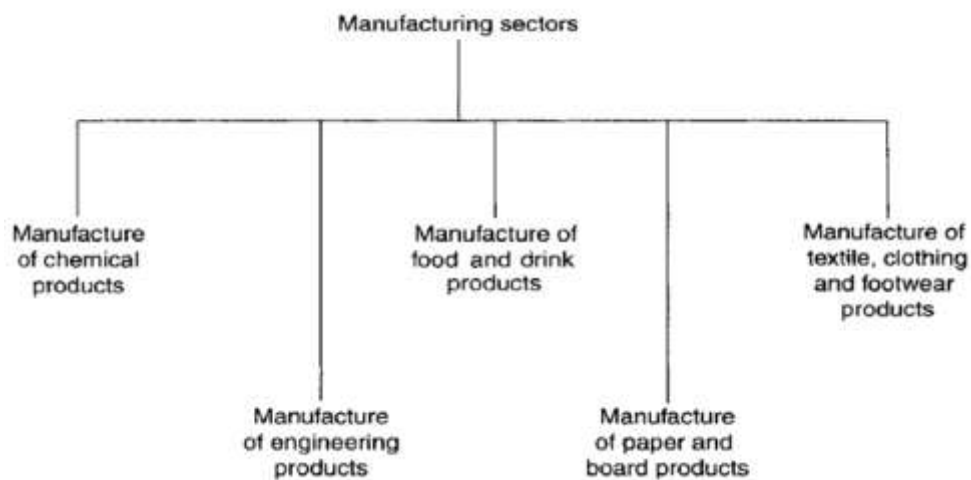 Manufacturing sectors
Manufacture
of chemical
products
Manufacture of
food and drink
products
Manufacture of
textile, clothing
and footwear
products
Manufacture
of engineering
products
Manufacture
of paper and
board products